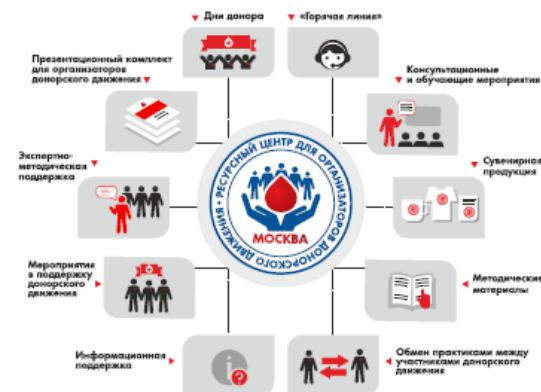 Дни донора
«Горячая линия»
Презентационный комплект
для организаторов
донорского движения
Консультационные
и обучающие мероприятия
Экспертно-
методическая
поддержка
Сувенирная
продукция
РЕСУРСНЫЙ ЦЕНТР ДЛЯ ОРГАНИЗАТОРОВ ДОНОРСКОГО ДВИЖЕНИЯ •
МОСКВА
Мероприятия
в поддержку
донорского
движения
Методические
материалы
Информационная
поддержка
Обмен практиками между
участниками донорского
движения